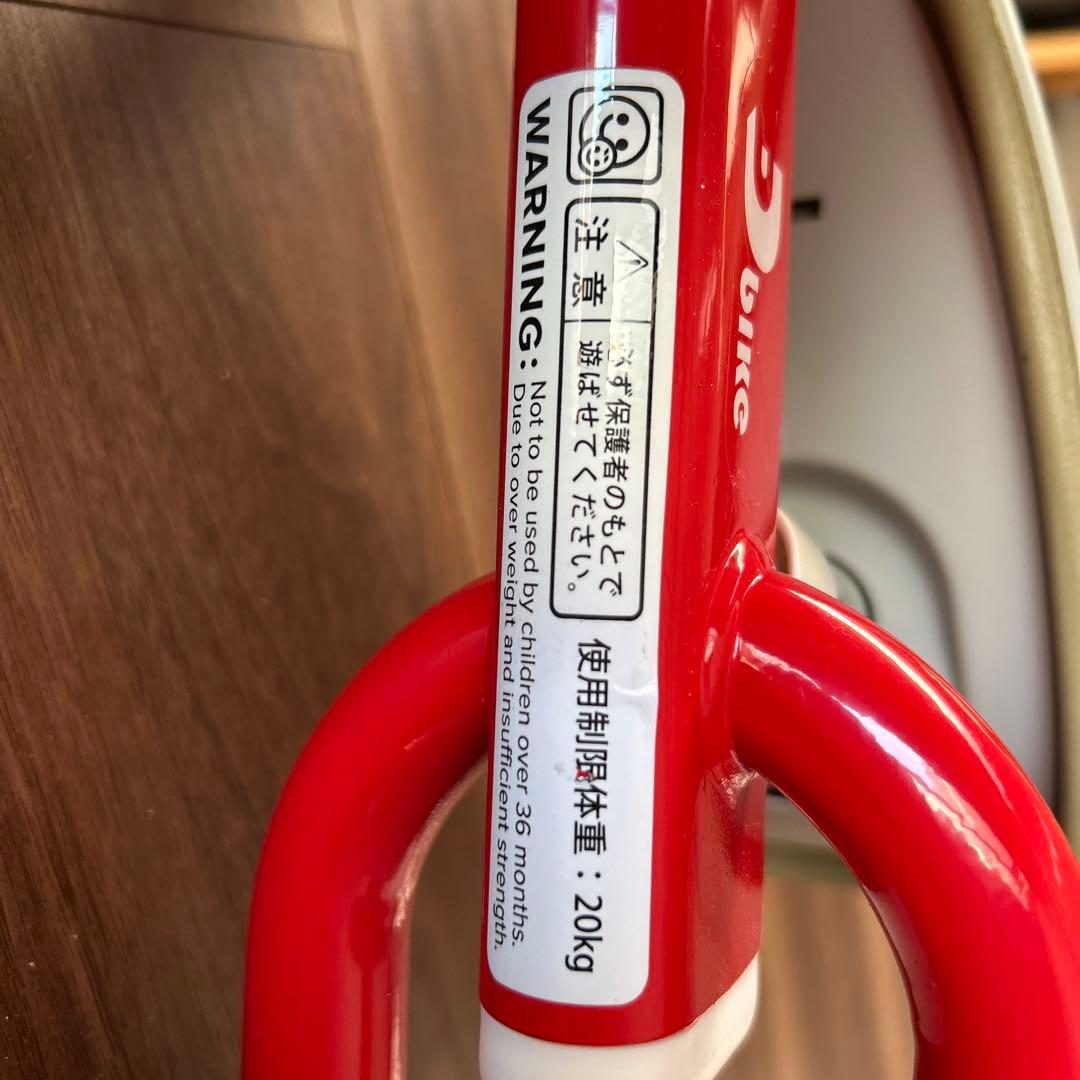 bike
⚠
注意
必ず保護者のもとで
遊ばせてください。
使用制限体重：20kg
WARNING: Not to be used by children over 36 months.
Due to over weight and insufficient strength.